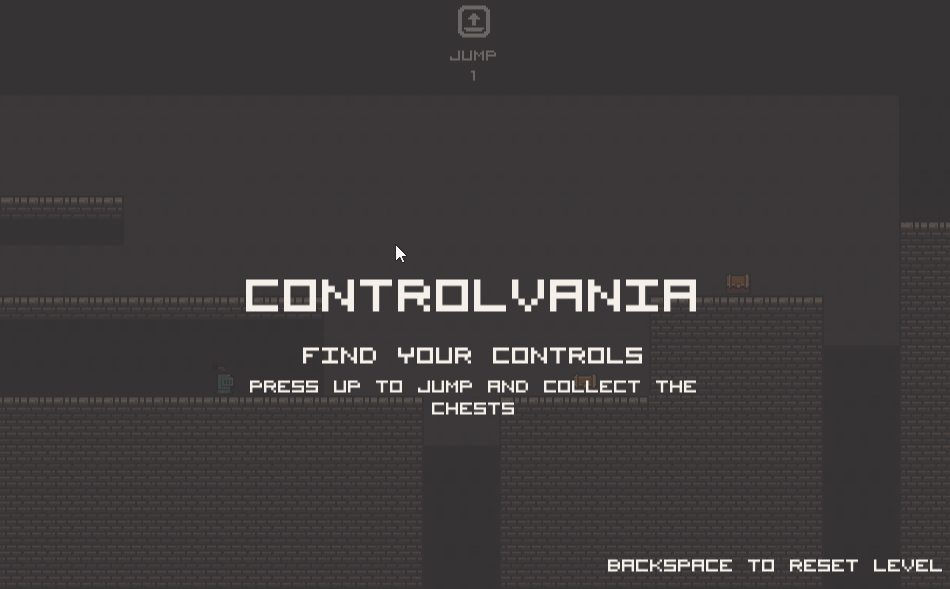 JUMP
1
CONTROLVANIA
FIND YOUR CONTROLS
PRESS UP TO JUMP AND COLLECT THE
CHESTS
BACKSPACE TO RESET LEVEL